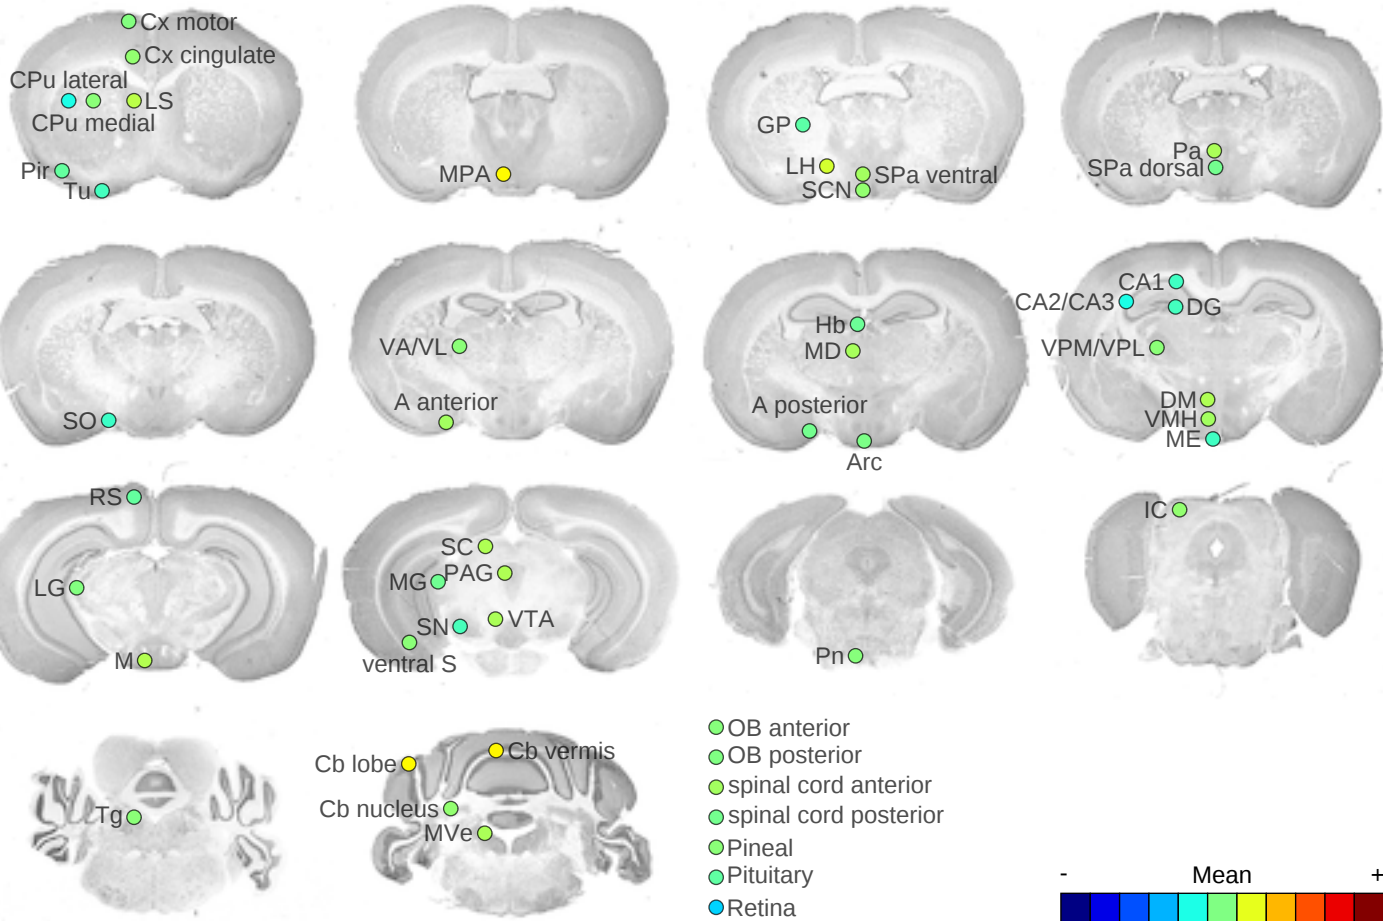 Cx motor
Cx cingulate
CPu lateral
LS
CPu medial
Pir
Tu
MPA
GP
LH
SPa ventral
SCN
Pa
SPa dorsal
SO
VA/VL
A anterior
Hb
MD
A posterior
Arc
CA1
CA2/CA3
DG
VPM/VPL
DM
VMH
ME
RS
LG
M
SC
PAG
MG
VTA
SN
ventral S
Pn
IC
Tg
Cb vermis
Cb lobe
Cb nucleus
MVe
OB anterior
OB posterior
spinal cord anterior
spinal cord posterior
Pineal
Pituitary
Retina
- Mean +